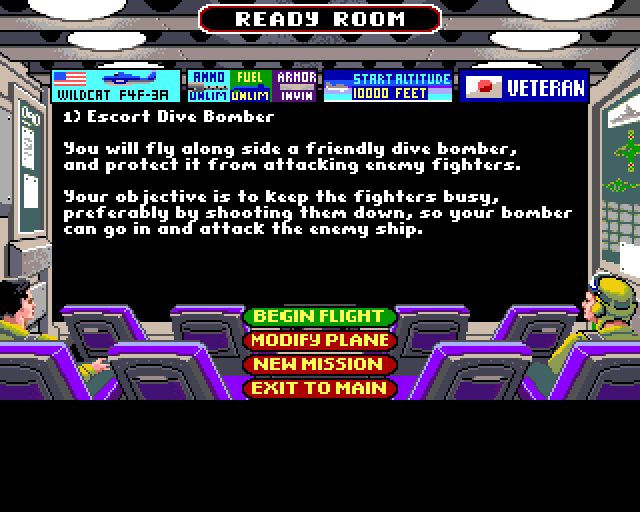 READY ROOM
WILDCAT F4F-3A
AMMO
UNLIM
FUEL
UNLIM
ARMOR
INVIN
START ALTITUDE
10000 FEET
VETERAN
1) Escort Dive Bomber
You will fly along side a friendly dive bomber,
and protect it from attacking enemy fighters.
Your objective is to keep the fighters busy,
preferably by shooting them down, so your bomber
can go in and attack the enemy ship.
BEGIN FLIGHT
MODIFY PLANE
NEW MISSION
EXIT TO MAIN